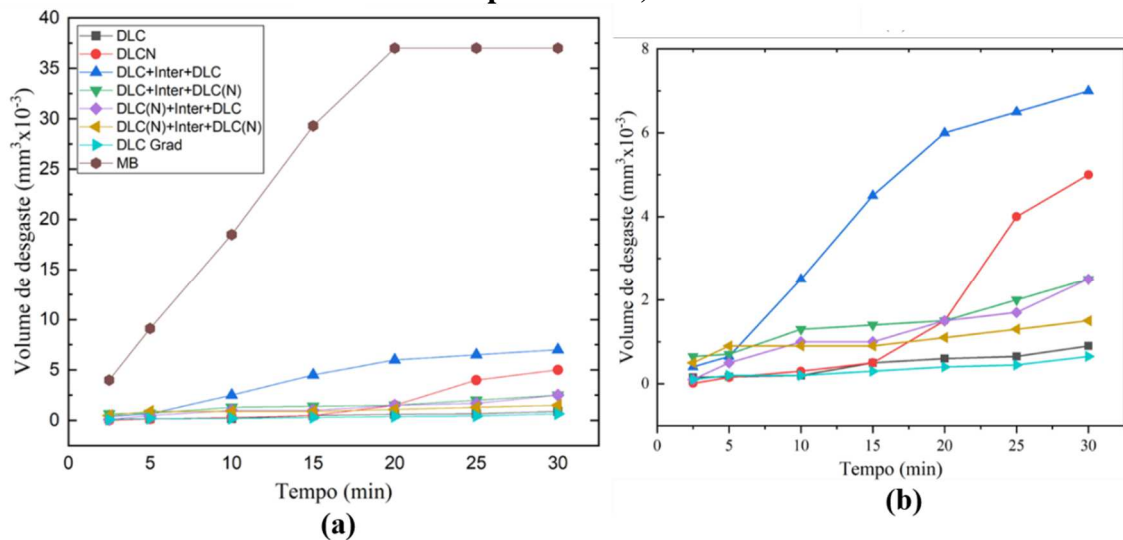 40
35
30
25
20
15
10
5
0
Volume de desgaste (mm³x10⁻³)
DLC
DLCN
DLC+Inter+DLC
DLC+Inter+DLC(N)
DLC(N)+Inter+DLC
DLC(N)+Inter+DLC(N)
DLC Grad
MB
0 5 10 15 20 25 30
Tempo (min)
(a)
8
6
4
2
0
Volume de desgaste (mm³x10⁻³)
0 5 10 15 20 25 30
Tempo (min)
(b)